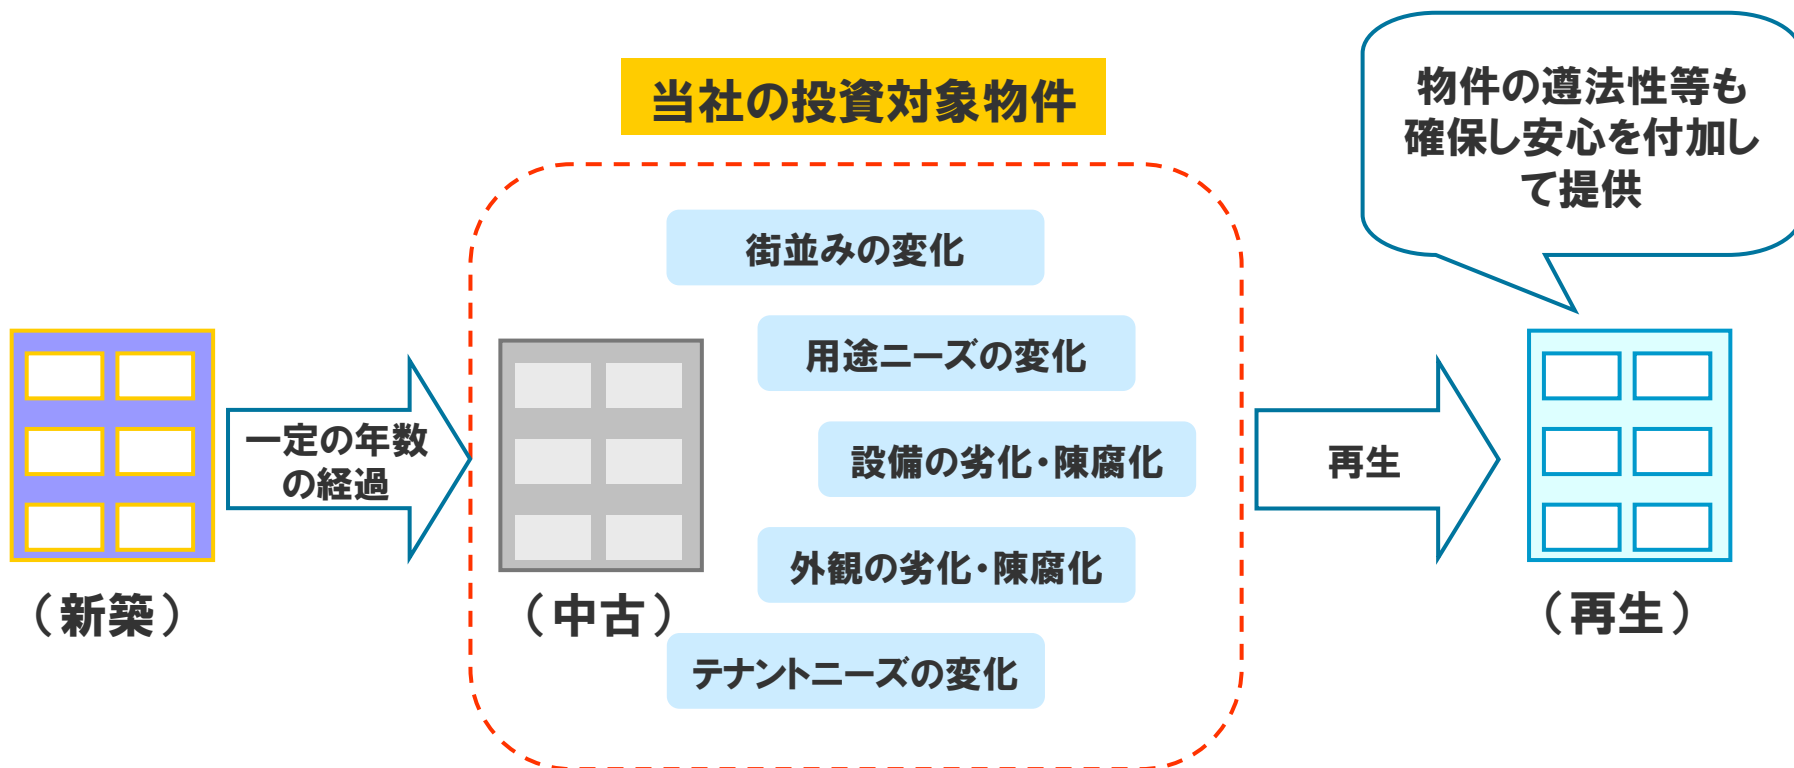 当社の投資対象物件
物件の遵法性等も
確保し安心を付加し
て提供
街並みの変化
用途ニーズの変化
設備の劣化・陳腐化
外観の劣化・陳腐化
テナントニーズの変化
一定の年数
の経過
再生
（新築）
（中古）
（再生）